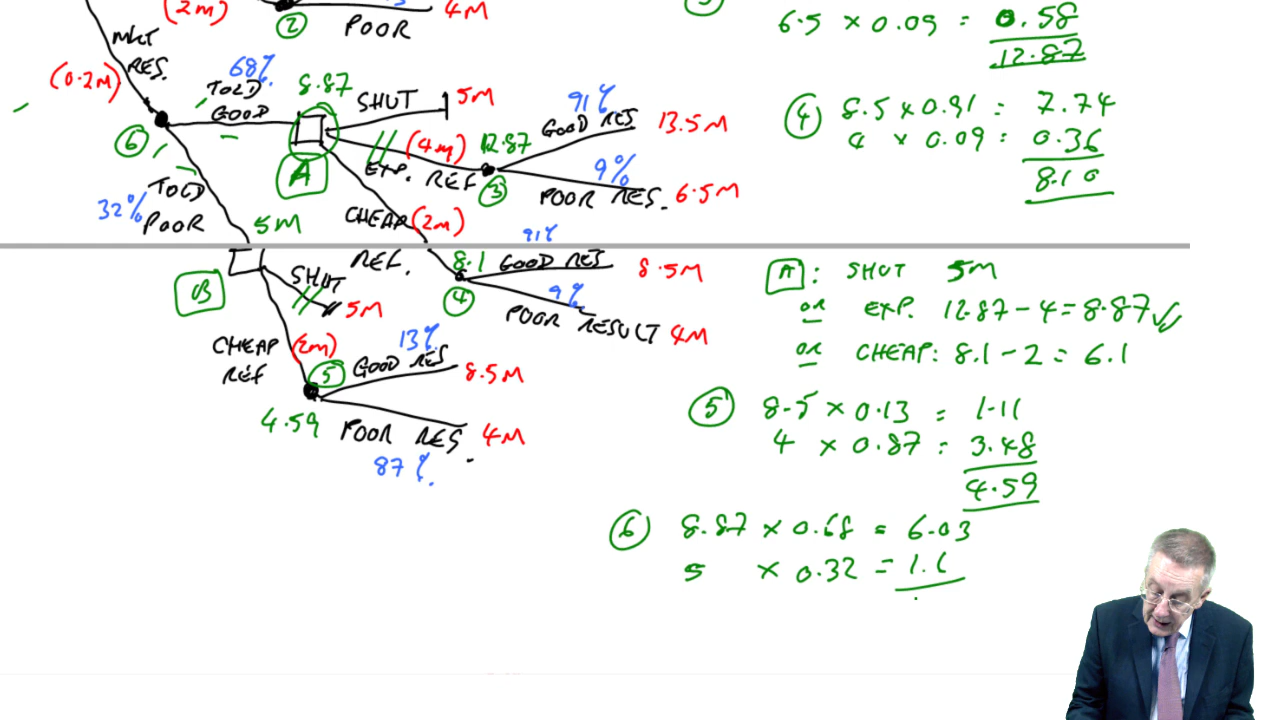 (2m)
②
POOR
4M
6.5 × 0.09 = 0.58
12.87
MKT RES.
(0.2M)
68%
TOLD GOOD
8.87
SHUT
5M
91%
GOOD RES
13.5M
⑥
A
EXP. REF
(4m)
12.87
③
9%
POOR RES.
6.5M
④ 8.5 × 0.91 = 7.74
4 × 0.09 = 0.36
8.10
TOLD POOR
32%
5M
CHEAP REF.
(2m)
91%
8.1
GOOD RES
8.5M
④
9%
POOR RESULT
4M
B
SHUT
5M
CHEAP REF
(2m)
13%
⑤
GOOD RES
8.5M
4.59
POOR RES.
4M
87%.
A : SHUT 5M
OR EXP. 12.87 - 4 = 8.87
OR CHEAP: 8.1 - 2 = 6.1
⑤ 8.5 × 0.13 = 1.11
4 × 0.87 = 3.48
4.59
⑥ 8.87 × 0.68 = 6.03
5 × 0.32 = 1.6